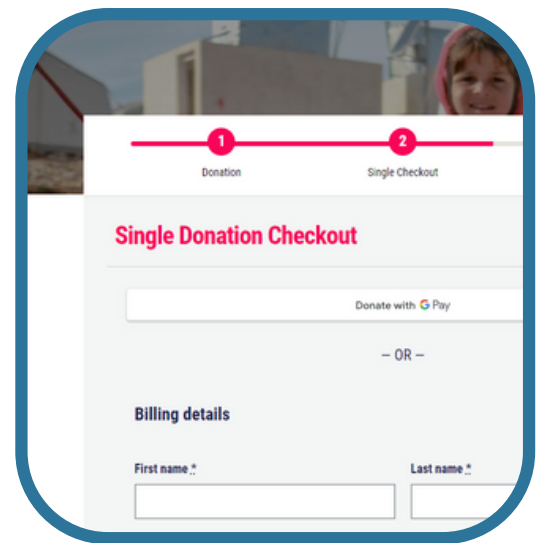 1 2
Donation Single Checkout
Single Donation Checkout
Donate with G Pay
— OR —
Billing details
First name * Last name *